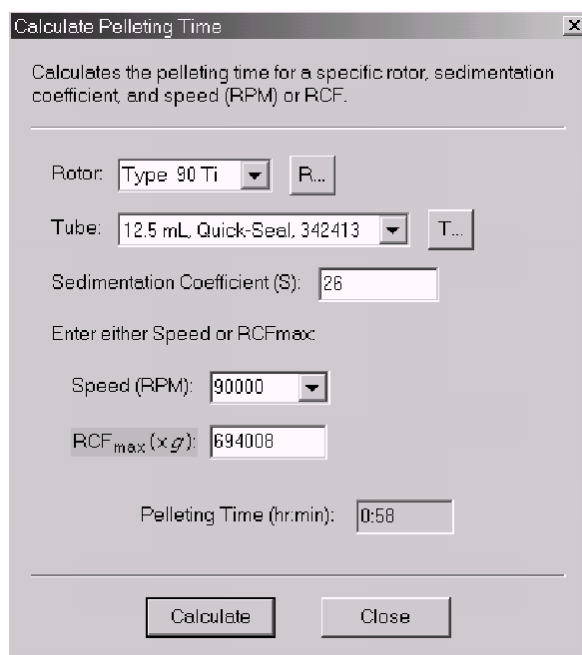 Calculate Pelleting Time
Calculates the pelleting time for a specific rotor, sedimentation
coefficient, and speed (RPM) or RCF.
Rotor: Type 90 Ti R...
Tube: 12.5 mL, Quick-Seal, 342413 T...
Sedimentation Coefficient (S): 26
Enter either Speed or RCFmax:
Speed (RPM): 90000
RCFmax (x g): 694008
Pelleting Time (hr:min): 0:58
Calculate Close